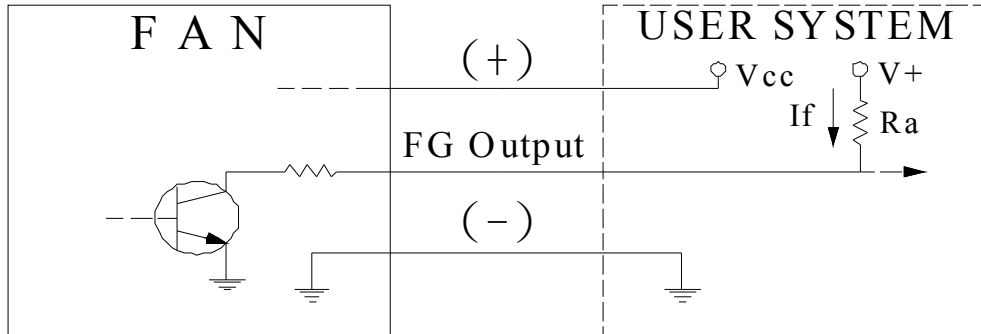 F A N
USER SYSTEM
(+)
Vcc
V+
If
Ra
FG Output
(-)